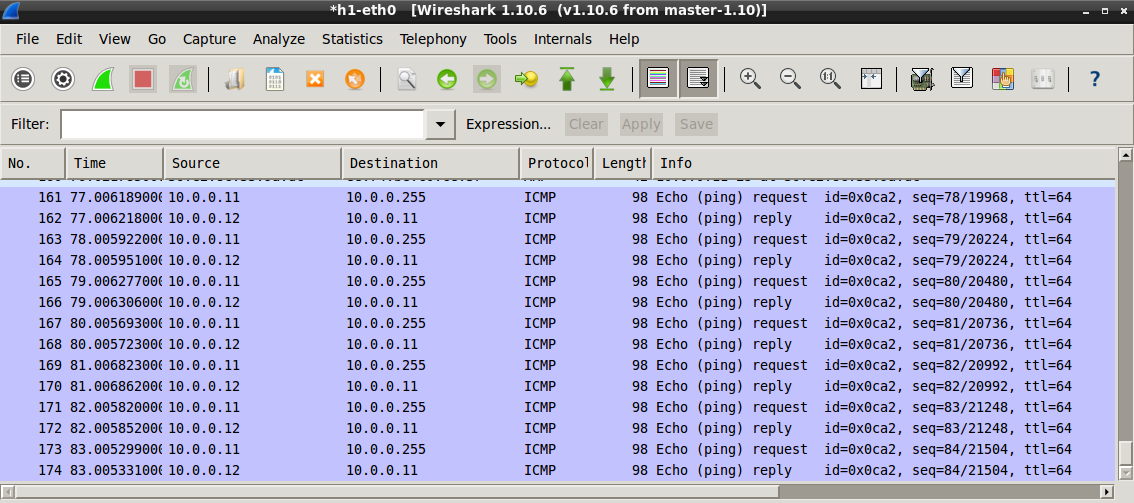 *h1-eth0 [Wireshark 1.10.6 (v1.10.6 from master-1.10)]
File Edit View Go Capture Analyze Statistics Telephony Tools Internals Help
Filter: Expression... Clear Apply Save
No. Time Source Destination Protocol Length Info
161 77.006189000 10.0.0.11 10.0.0.255 ICMP 98 Echo (ping) request id=0x0ca2, seq=78/19968, ttl=64
162 77.006218000 10.0.0.12 10.0.0.11 ICMP 98 Echo (ping) reply id=0x0ca2, seq=78/19968, ttl=64
163 78.005922000 10.0.0.11 10.0.0.255 ICMP 98 Echo (ping) request id=0x0ca2, seq=79/20224, ttl=64
164 78.005951000 10.0.0.12 10.0.0.11 ICMP 98 Echo (ping) reply id=0x0ca2, seq=79/20224, ttl=64
165 79.006277000 10.0.0.11 10.0.0.255 ICMP 98 Echo (ping) request id=0x0ca2, seq=80/20480, ttl=64
166 79.006306000 10.0.0.12 10.0.0.11 ICMP 98 Echo (ping) reply id=0x0ca2, seq=80/20480, ttl=64
167 80.005693000 10.0.0.11 10.0.0.255 ICMP 98 Echo (ping) request id=0x0ca2, seq=81/20736, ttl=64
168 80.005723000 10.0.0.12 10.0.0.11 ICMP 98 Echo (ping) reply id=0x0ca2, seq=81/20736, ttl=64
169 81.006823000 10.0.0.11 10.0.0.255 ICMP 98 Echo (ping) request id=0x0ca2, seq=82/20992, ttl=64
170 81.006862000 10.0.0.12 10.0.0.11 ICMP 98 Echo (ping) reply id=0x0ca2, seq=82/20992, ttl=64
171 82.005820000 10.0.0.11 10.0.0.255 ICMP 98 Echo (ping) request id=0x0ca2, seq=83/21248, ttl=64
172 82.005852000 10.0.0.12 10.0.0.11 ICMP 98 Echo (ping) reply id=0x0ca2, seq=83/21248, ttl=64
173 83.005299000 10.0.0.11 10.0.0.255 ICMP 98 Echo (ping) request id=0x0ca2, seq=84/21504, ttl=64
174 83.005331000 10.0.0.12 10.0.0.11 ICMP 98 Echo (ping) reply id=0x0ca2, seq=84/21504, ttl=64